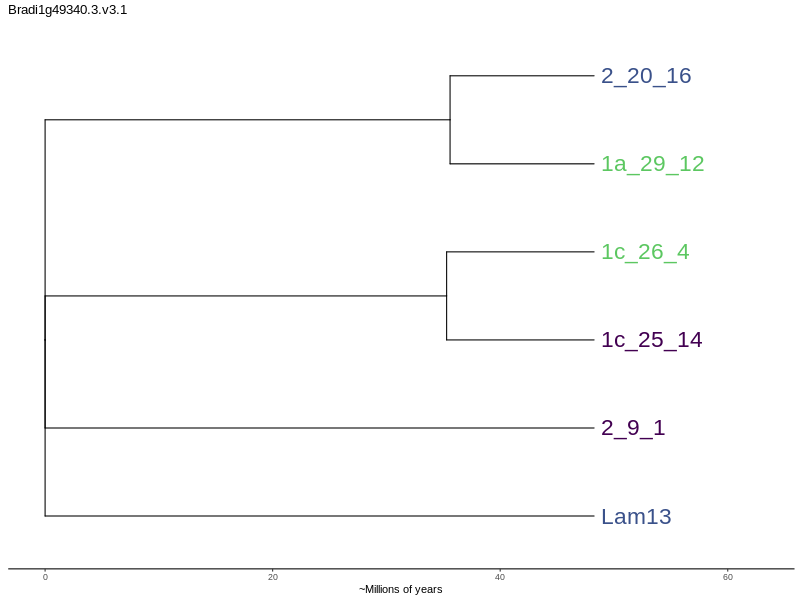 Bradi1g49340.3.v3.1
2_20_16
1a_29_12
1c_26_4
1c_25_14
2_9_1
Lam13
0 20 40 60
~Millions of years